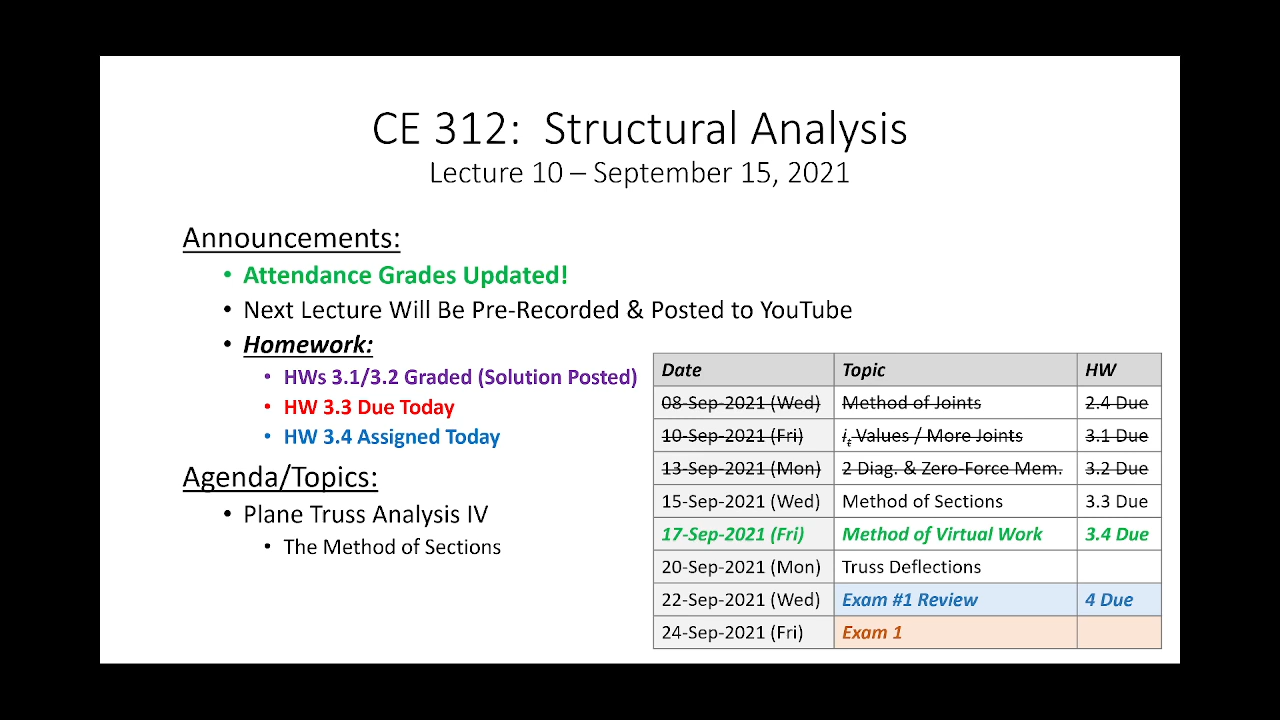 CE 312: Structural Analysis
Lecture 10 – September 15, 2021
Announcements:
• Attendance Grades Updated!
• Next Lecture Will Be Pre-Recorded & Posted to YouTube
• Homework:
• HWs 3.1/3.2 Graded (Solution Posted)
• HW 3.3 Due Today
• HW 3.4 Assigned Today
Agenda/Topics:
• Plane Truss Analysis IV
• The Method of Sections
Date Topic HW
08-Sep-2021 (Wed) Method of Joints 2.4 Due
10-Sep-2021 (Fri) it Values / More Joints 3.1 Due
13-Sep-2021 (Mon) 2 Diag. & Zero-Force Mem. 3.2 Due
15-Sep-2021 (Wed) Method of Sections 3.3 Due
17-Sep-2021 (Fri) Method of Virtual Work 3.4 Due
20-Sep-2021 (Mon) Truss Deflections
22-Sep-2021 (Wed) Exam #1 Review 4 Due
24-Sep-2021 (Fri) Exam 1